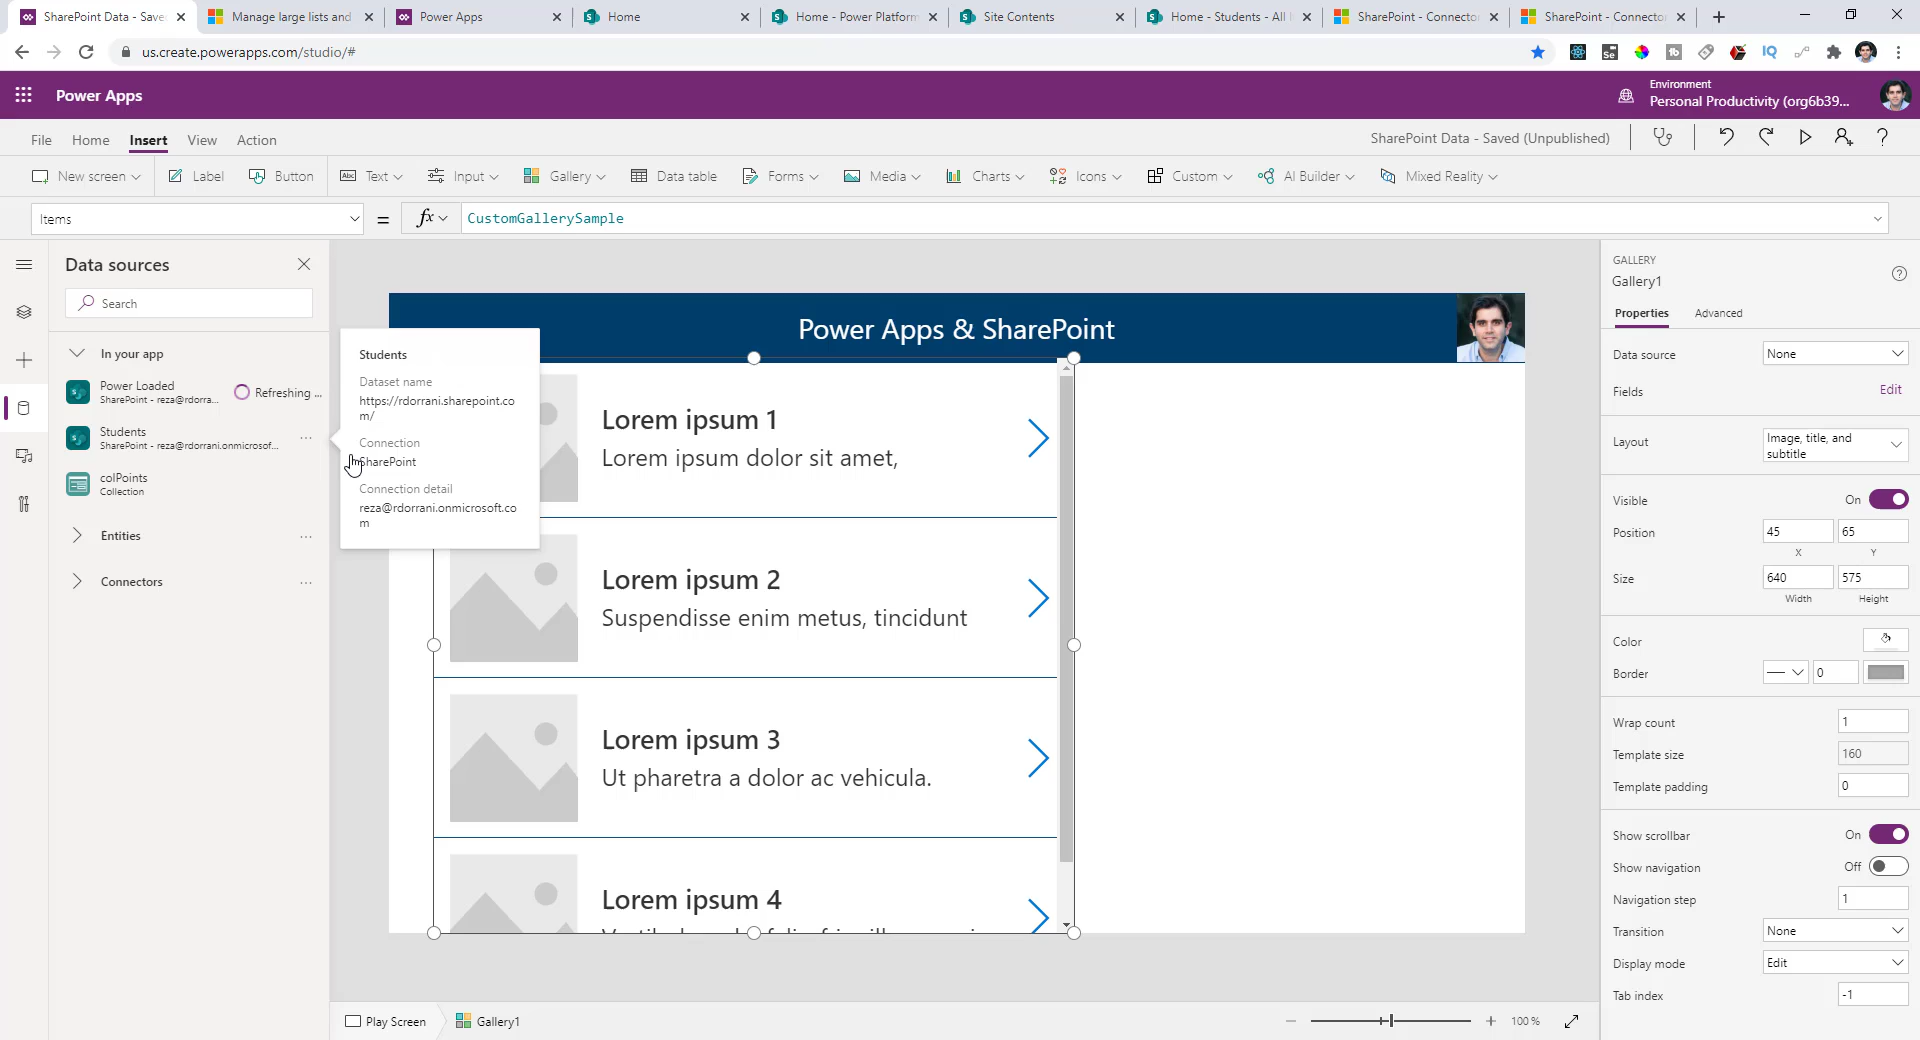 SharePoint Data - Save
Manage large lists and
Power Apps
Home
Home - Power Platform
Site Contents
Home - Students - All I
SharePoint - Connecto
SharePoint - Connecto
us.create.powerapps.com/studio/#
Power Apps
Environment
Personal Productivity (org6b39...
File
Home
Insert
View
Action
SharePoint Data - Saved (Unpublished)
New screen
Label
Button
Text
Input
Gallery
Data table
Forms
Media
Charts
Icons
Custom
AI Builder
Mixed Reality
Items
=
fx
CustomGallerySample
Data sources
Search
In your app
Power Loaded
SharePoint - reza@rdorra...
Refreshing ...
Students
SharePoint - reza@rdorrani.onmicrosof...
colPoints
Collection
Entities
Connectors
Students
Dataset name
https://rdorrani.sharepoint.co
m/
Connection
SharePoint
Connection detail
reza@rdorrani.onmicrosoft.co
m
Power Apps & SharePoint
Lorem ipsum 1
Lorem ipsum dolor sit amet,
Lorem ipsum 2
Suspendisse enim metus, tincidunt
Lorem ipsum 3
Ut pharetra a dolor ac vehicula.
Lorem ipsum 4
Play Screen
Gallery1
100 %
GALLERY
Gallery1
Properties
Advanced
Data source
None
Fields
Edit
Layout
Image, title, and
subtitle
Visible
On
Position
45
65
X
Y
Size
640
575
Width
Height
Color
Border
0
Wrap count
1
Template size
160
Template padding
0
Show scrollbar
On
Show navigation
Off
Navigation step
1
Transition
None
Display mode
Edit
Tab index
-1